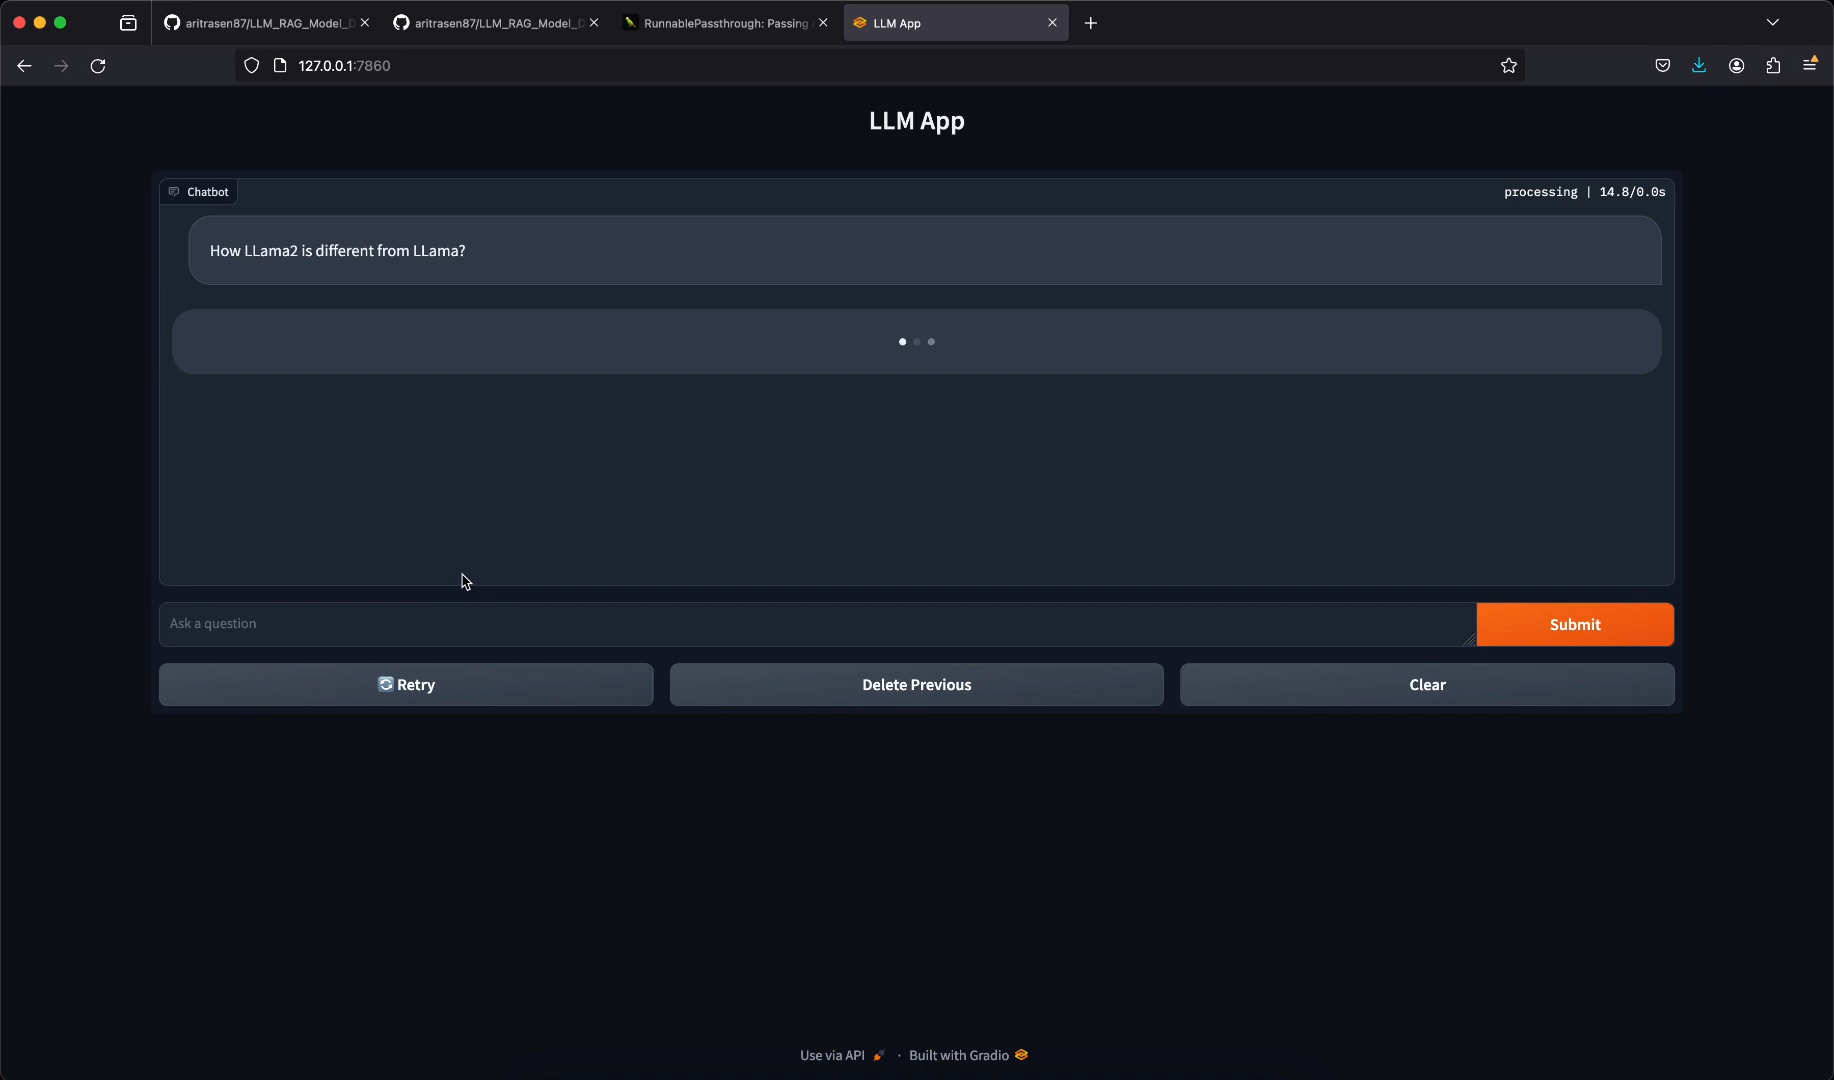 aritrasen87/LLM_RAG_Model_D
aritrasen87/LLM_RAG_Model_D
RunnablePassthrough: Passing
LLM App
127.0.0.1:7860
LLM App
Chatbot
processing | 14.8/0.0s
How LLama2 is different from LLama?
Ask a question
Submit
Retry
Delete Previous
Clear
Use via API · Built with Gradio